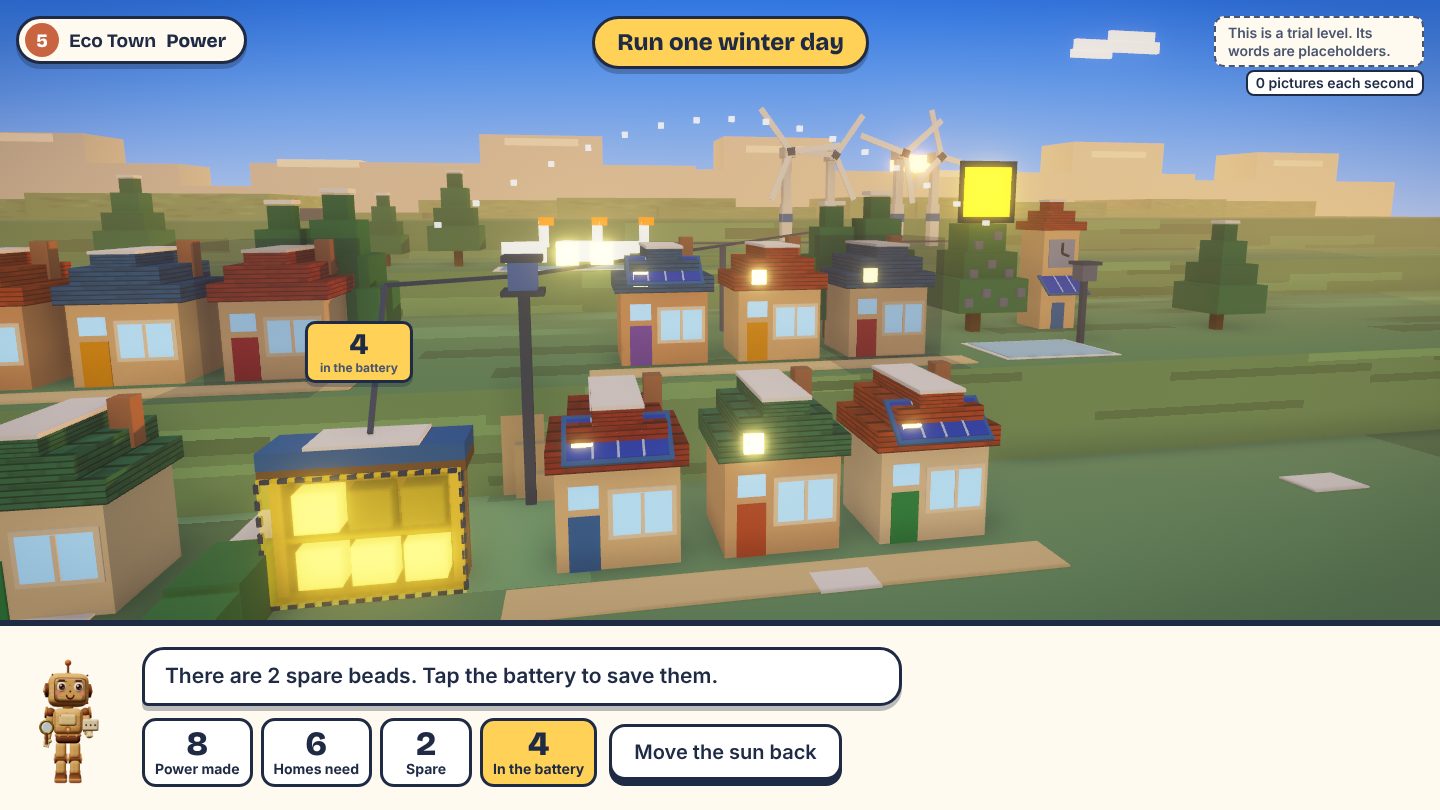 5 Eco Town Power
Run one winter day
This is a trial level. Its
words are placeholders.
0 pictures each second
4
in the battery
There are 2 spare beads. Tap the battery to save them.
8
Power made
6
Homes need
2
Spare
4
In the battery
Move the sun back